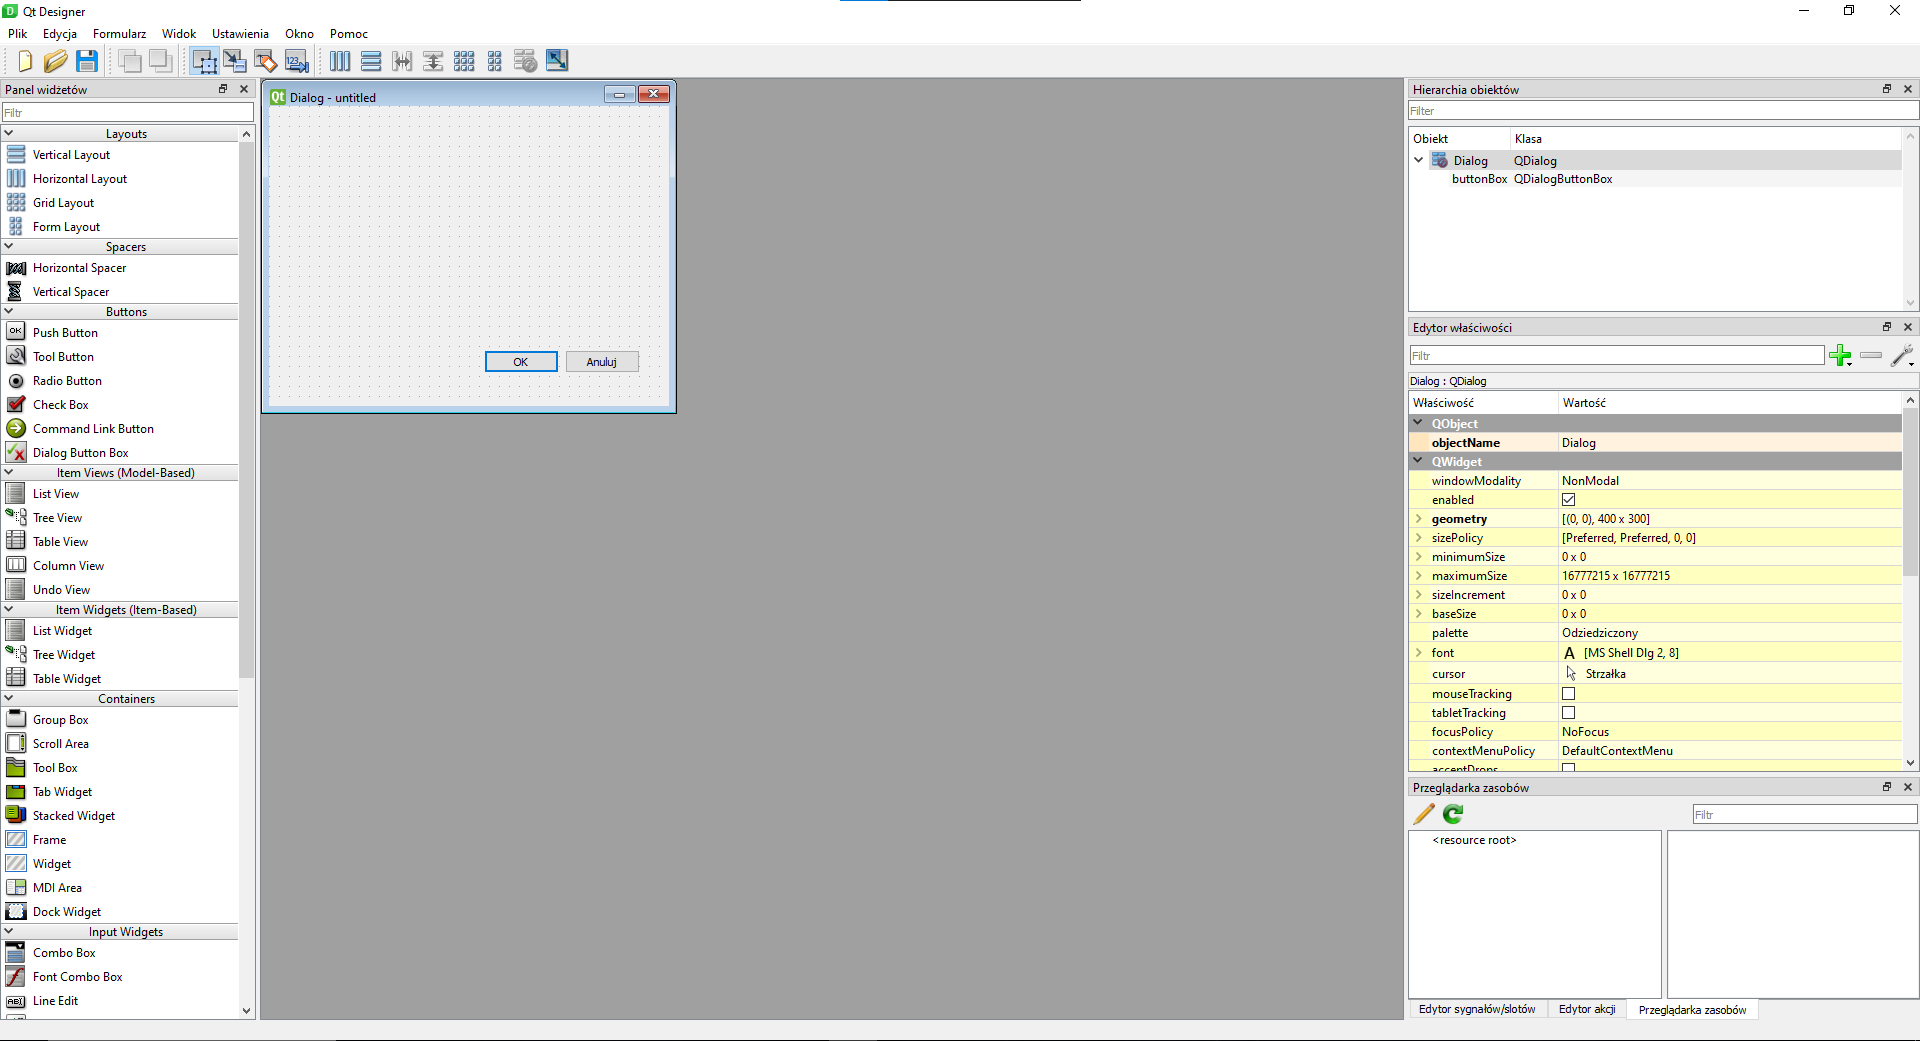 Qt Designer
Plik Edycja Formularz Widok Ustawienia Okno Pomoc
Panel widżetów
Filtr
Layouts
Vertical Layout
Horizontal Layout
Grid Layout
Form Layout
Spacers
Horizontal Spacer
Vertical Spacer
Buttons
Push Button
Tool Button
Radio Button
Check Box
Command Link Button
Dialog Button Box
Item Views (Model-Based)
List View
Tree View
Table View
Column View
Undo View
Item Widgets (Item-Based)
List Widget
Tree Widget
Table Widget
Containers
Group Box
Scroll Area
Tool Box
Tab Widget
Stacked Widget
Frame
Widget
MDI Area
Dock Widget
Input Widgets
Combo Box
Font Combo Box
Line Edit
Dialog - untitled
OK Anuluj
Hierarchia obiektów
Filter
Obiekt Klasa
Dialog QDialog
buttonBox QDialogButtonBox
Edytor właściwości
Filtr
Dialog : QDialog
Właściwość Wartość
QObject
objectName Dialog
QWidget
windowModality NonModal
enabled
geometry [(0, 0), 400 x 300]
sizePolicy [Preferred, Preferred, 0, 0]
minimumSize 0 x 0
maximumSize 16777215 x 16777215
sizeIncrement 0 x 0
baseSize 0 x 0
palette Odziedziczony
font A [MS Shell Dlg 2, 8]
cursor Strzałka
mouseTracking
tabletTracking
focusPolicy NoFocus
contextMenuPolicy DefaultContextMenu
acceptDrops
Przeglądarka zasobów
Filtr
<resource root>
Edytor sygnałów/slotów Edytor akcji Przeglądarka zasobów